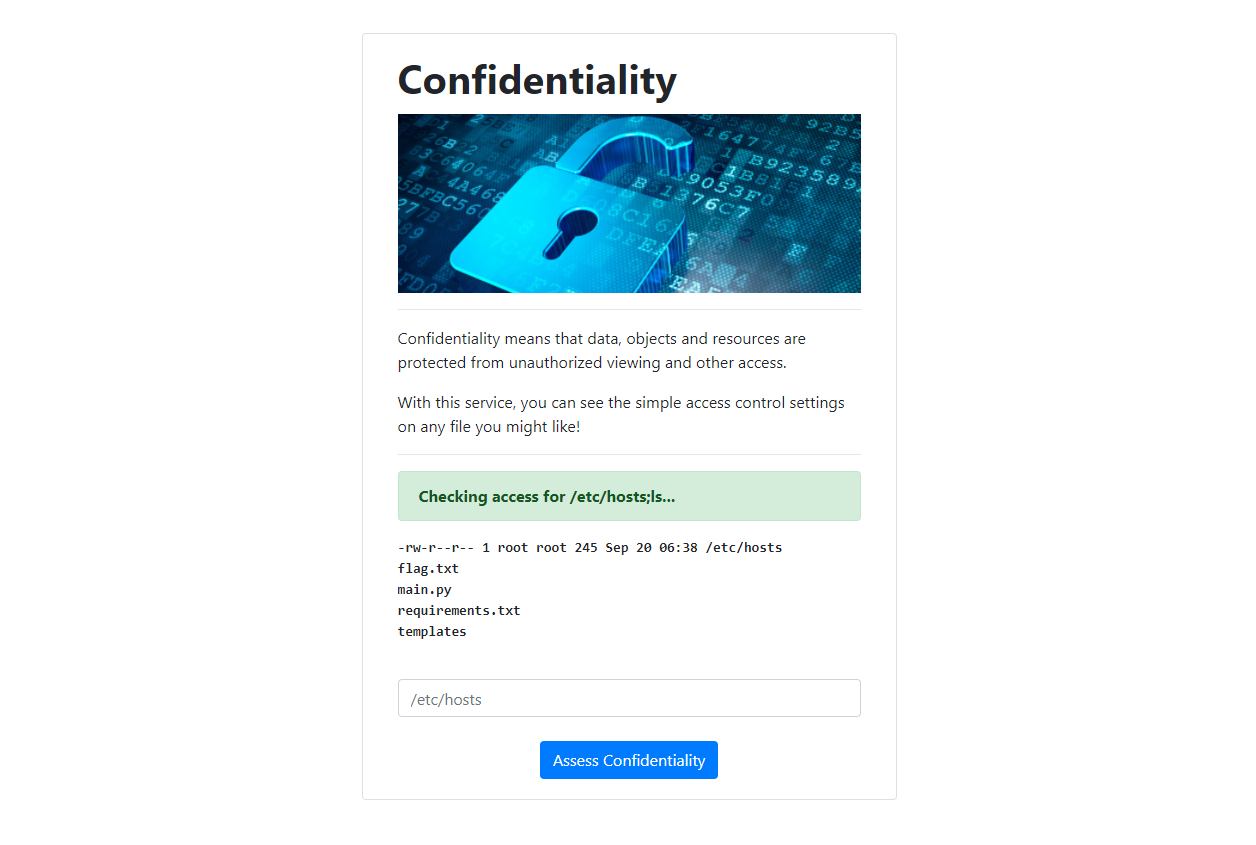 Confidentiality
Confidentiality means that data, objects and resources are
protected from unauthorized viewing and other access.
With this service, you can see the simple access control settings
on any file you might like!
Checking access for /etc/hosts;ls...
-rw-r--r-- 1 root root 245 Sep 20 06:38 /etc/hosts
flag.txt
main.py
requirements.txt
templates
/etc/hosts
Assess Confidentiality